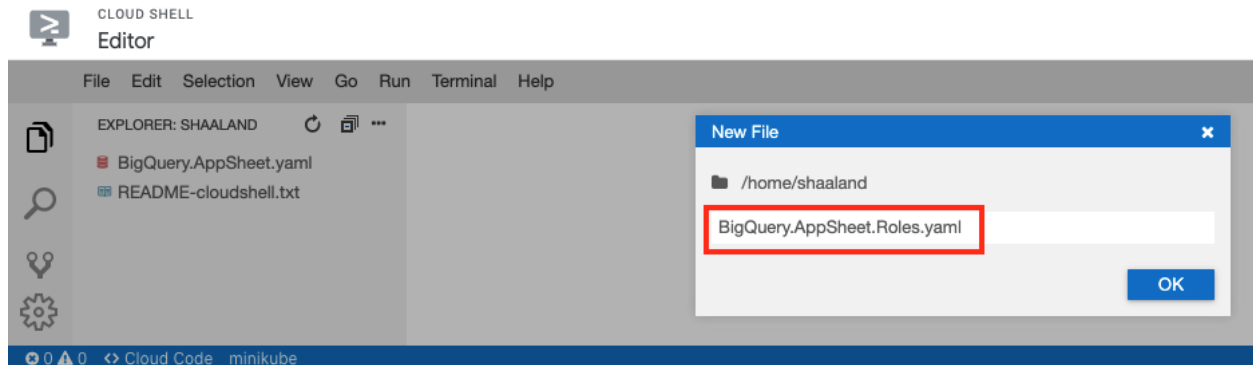 CLOUD SHELL
Editor
File Edit Selection View Go Run Terminal Help
EXPLORER: SHAALAND
BigQuery.AppSheet.yaml
README-cloudshell.txt
New File
/home/shaaland
BigQuery.AppSheet.Roles.yaml
OK
0 0 <> Cloud Code minikube